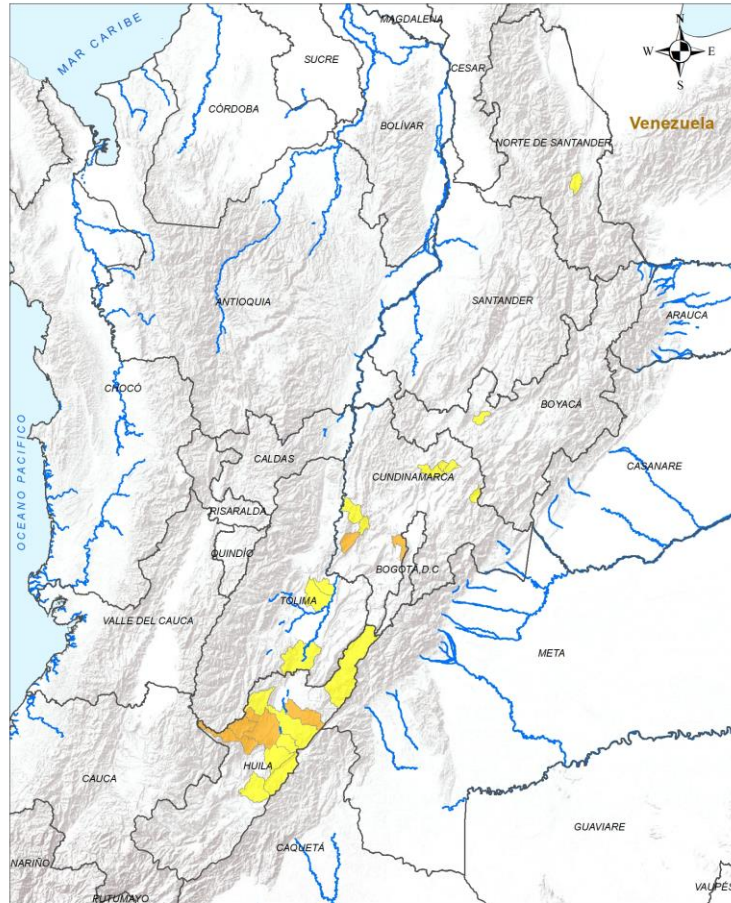 MAGDALENA
N
MAR CARIBE
W
E
SUCRE
CESAR
S
CÓRDOBA
BOLÍVAR
Venezuela
NORTE DE SANTANDER
ANTIOQUIA
SANTANDER
ARAUCA
CHOCÓ
BOYACÁ
OCEANO PACIFICO
CALDAS
CUNDINAMARCA
CASANARE
RISARALDA
QUINDÍO
BOGOTÁ, D.C
TOLIMA
VALLE DEL CAUCA
META
HUILA
CAUCA
GUAVIARE
CAQUETÁ
NARIÑO
PUTUMAYO
VAUPÉS